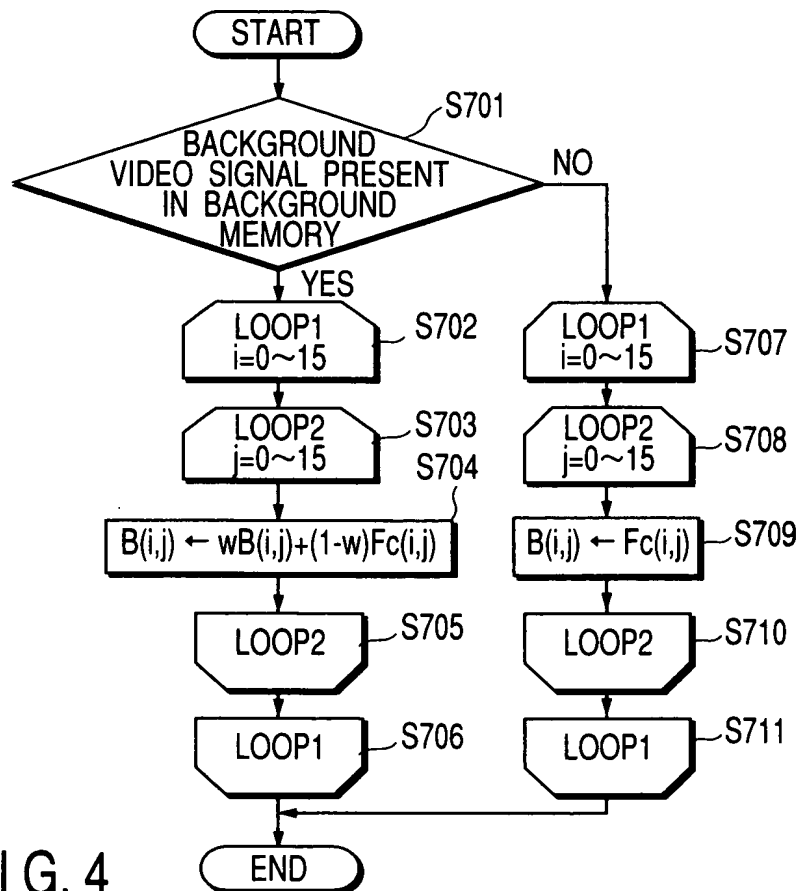 START
S701
BACKGROUND
VIDEO SIGNAL PRESENT
IN BACKGROUND
MEMORY
NO
YES
LOOP1
i=0~15
S702
LOOP2
j=0~15
S703
S704
B(i,j) ← wB(i,j)+(1-w)Fc(i,j)
LOOP2
S705
LOOP1
S706
LOOP1
i=0~15
S707
LOOP2
j=0~15
S708
B(i,j) ← Fc(i,j)
S709
LOOP2
S710
LOOP1
S711
END
IG. 4